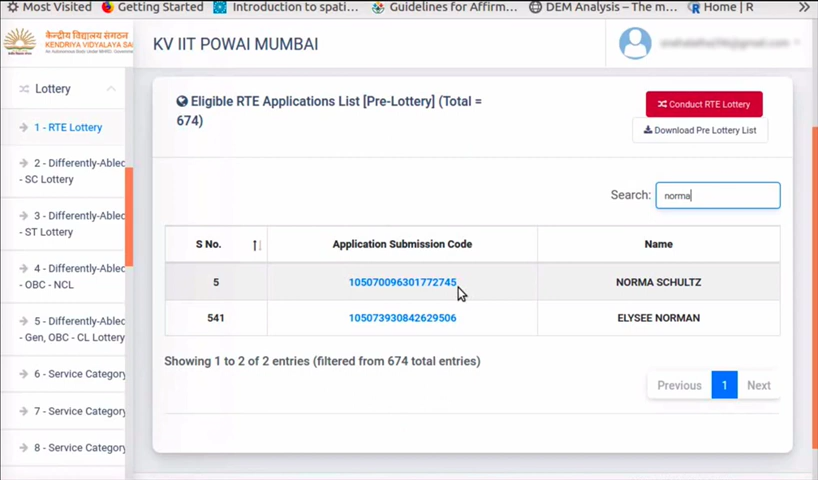 Most Visited Getting Started Introduction to spati... Guidelines for Affirm... DEM Analysis – The m... Home | R
केन्द्रीय विद्यालय संगठन
KENDRIYA VIDYALAYA SA
KV IIT POWAI MUMBAI
Lottery
1 - RTE Lottery
2 - Differently-Abled
- SC Lottery
3 - Differently-Abled
- ST Lottery
4 - Differently-Abled
- OBC - NCL
5 - Differently-Abled
- Gen, OBC - CL Lottery
6 - Service Category
7 - Service Category
8 - Service Category
Eligible RTE Applications List [Pre-Lottery] (Total =
674)
Conduct RTE Lottery
Download Pre Lottery List
Search: norma
S No. Application Submission Code Name
5 105070096301772745 NORMA SCHULTZ
541 105073930842629506 ELYSEE NORMAN
Showing 1 to 2 of 2 entries (filtered from 674 total entries)
Previous 1 Next